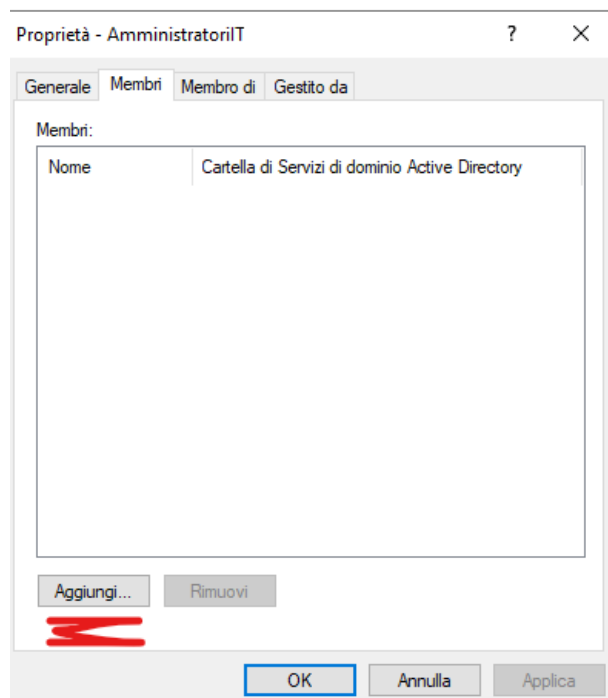 Proprietà - AmministratoriIT ?
Generale Membri Membro di Gestito da
Membri:
Nome Cartella di Servizi di dominio Active Directory
Aggiungi... Rimuovi
OK Annulla Applica